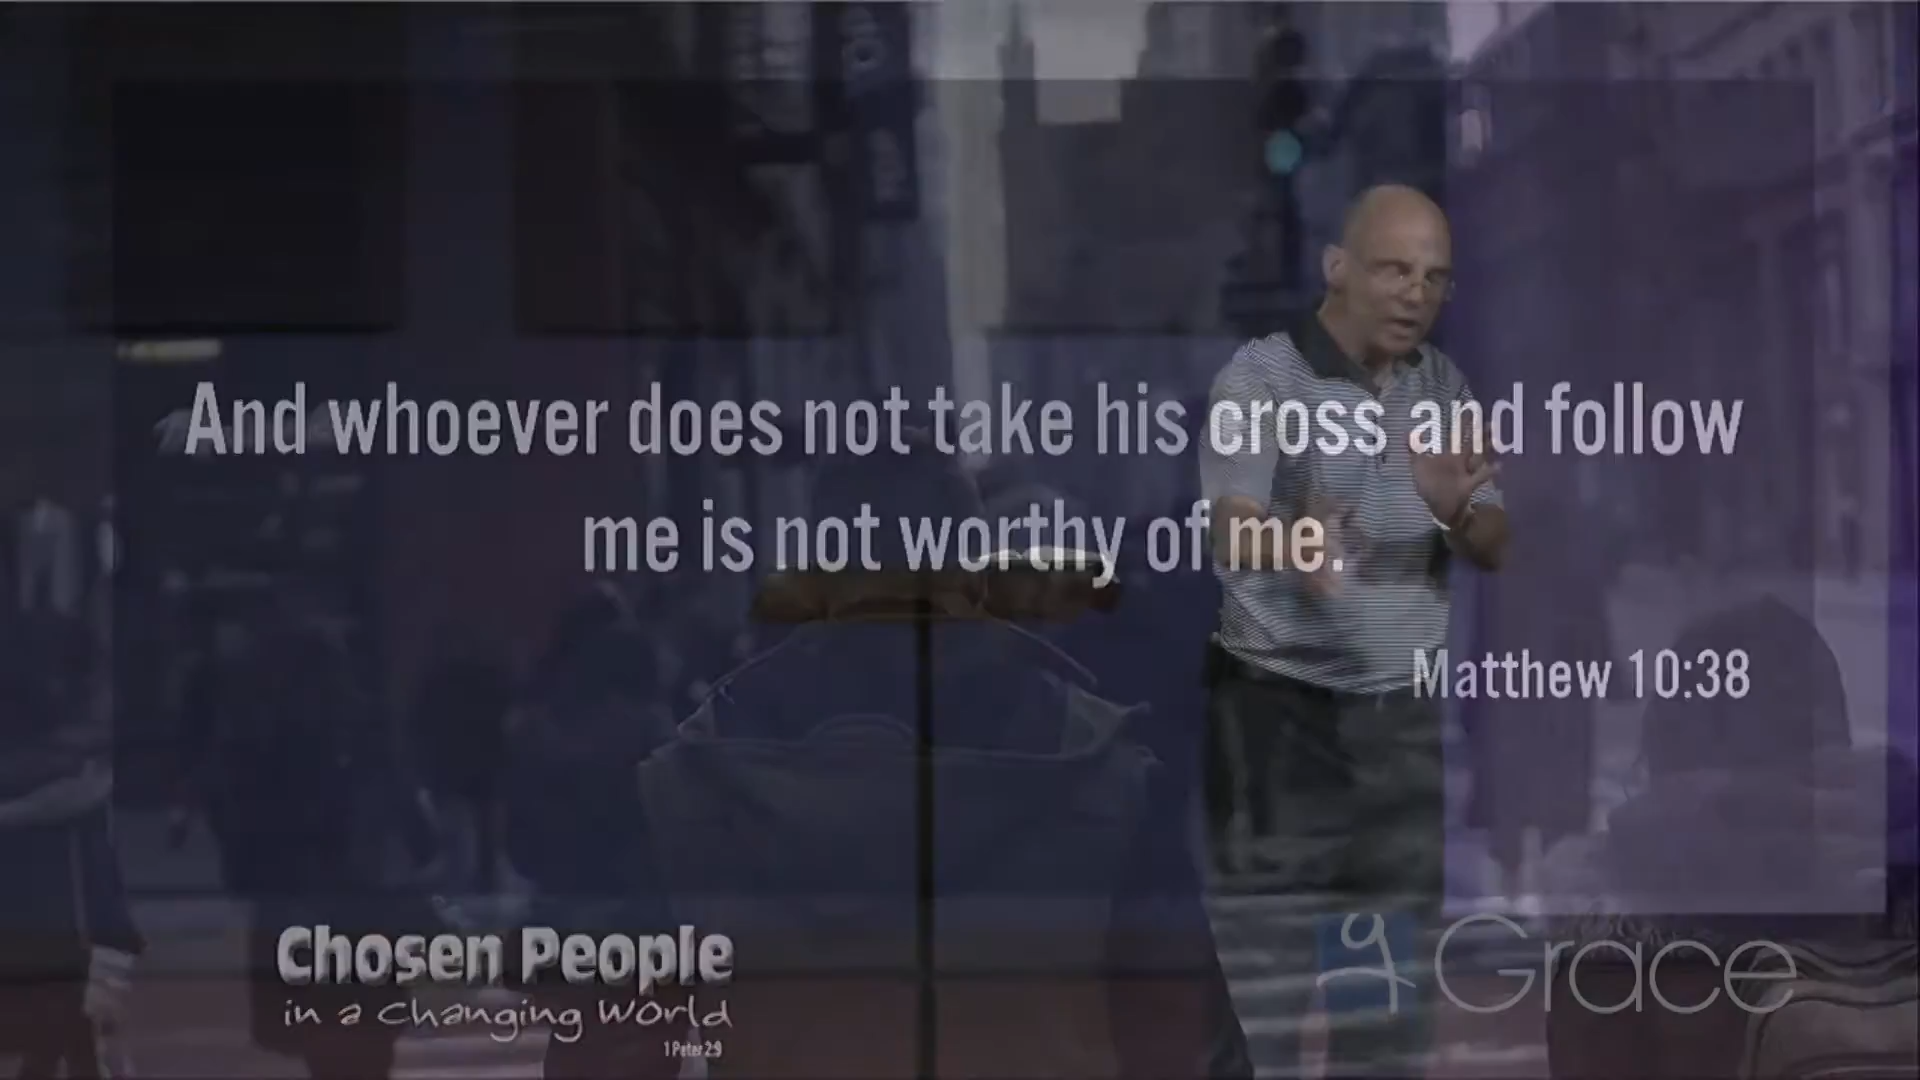 And whoever does not take his cross and follow
me is not worthy of me.
Matthew 10:38
Chosen People
in a Changing World
1 Peter 2:9
Grace